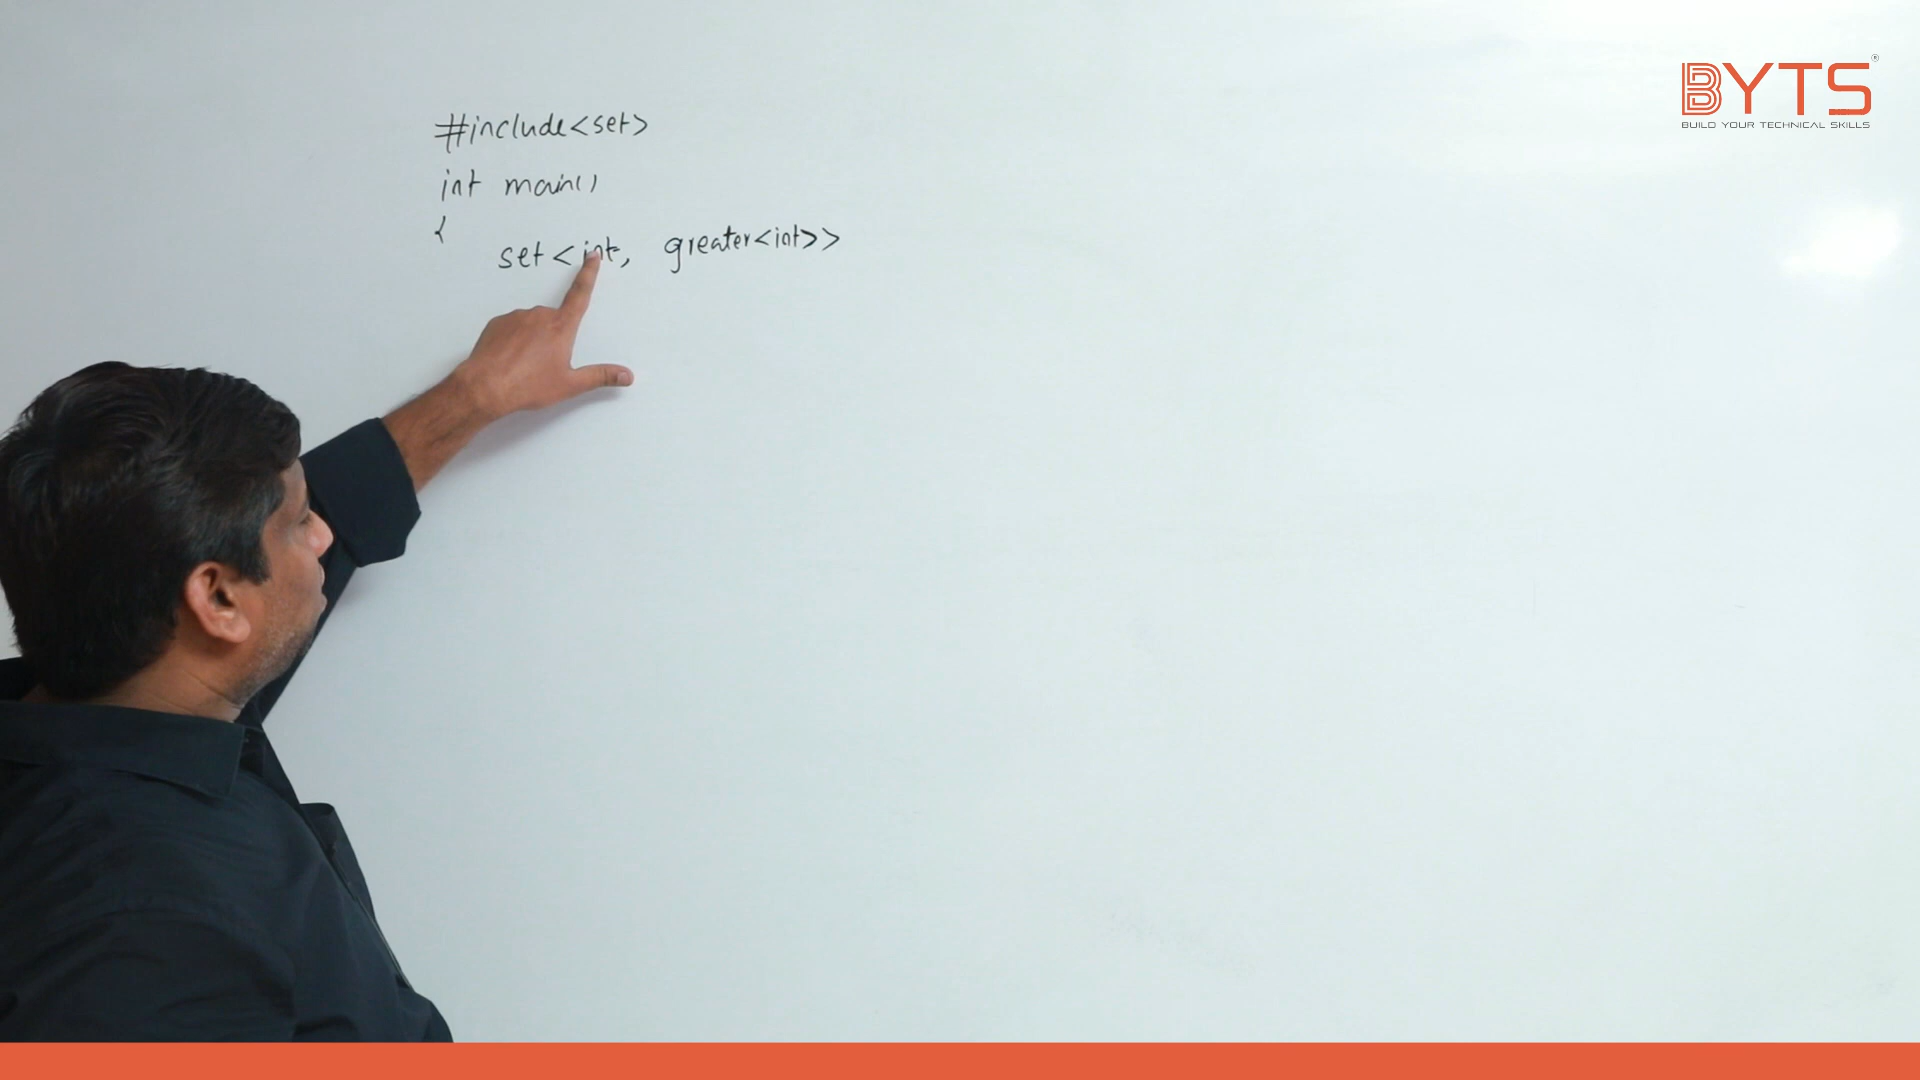 #include<set>
int main()
{
set<int, greater<int>>
BYTS®
BUILD YOUR TECHNICAL SKILLS